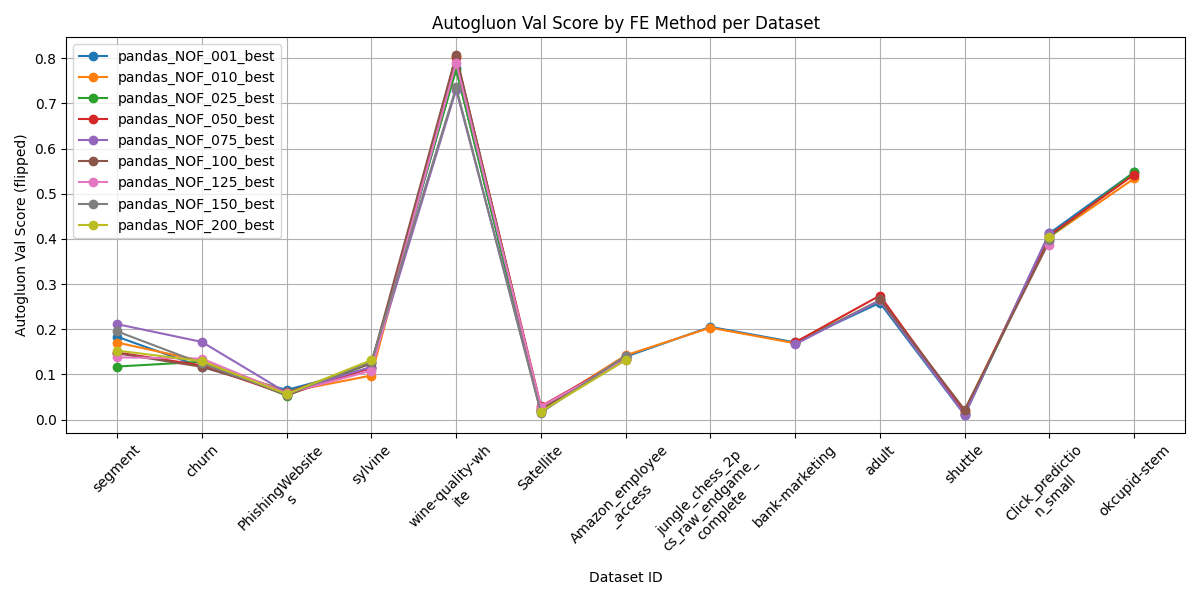 Autogluon Val Score by FE Method per Dataset
Autogluon Val Score (flipped)
0.8
0.7
0.6
0.5
0.4
0.3
0.2
0.1
0.0
pandas_NOF_001_best
pandas_NOF_010_best
pandas_NOF_025_best
pandas_NOF_050_best
pandas_NOF_075_best
pandas_NOF_100_best
pandas_NOF_125_best
pandas_NOF_150_best
pandas_NOF_200_best
segment
churn
PhishingWebsite
s
sylvine
wine-quality-wh
ite
Satellite
Amazon_employee
_access
jungle_chess_2p
cs_raw_endgame_
complete
bank-marketing
adult
shuttle
Click_predictio
n_small
okcupid-stem
Dataset ID